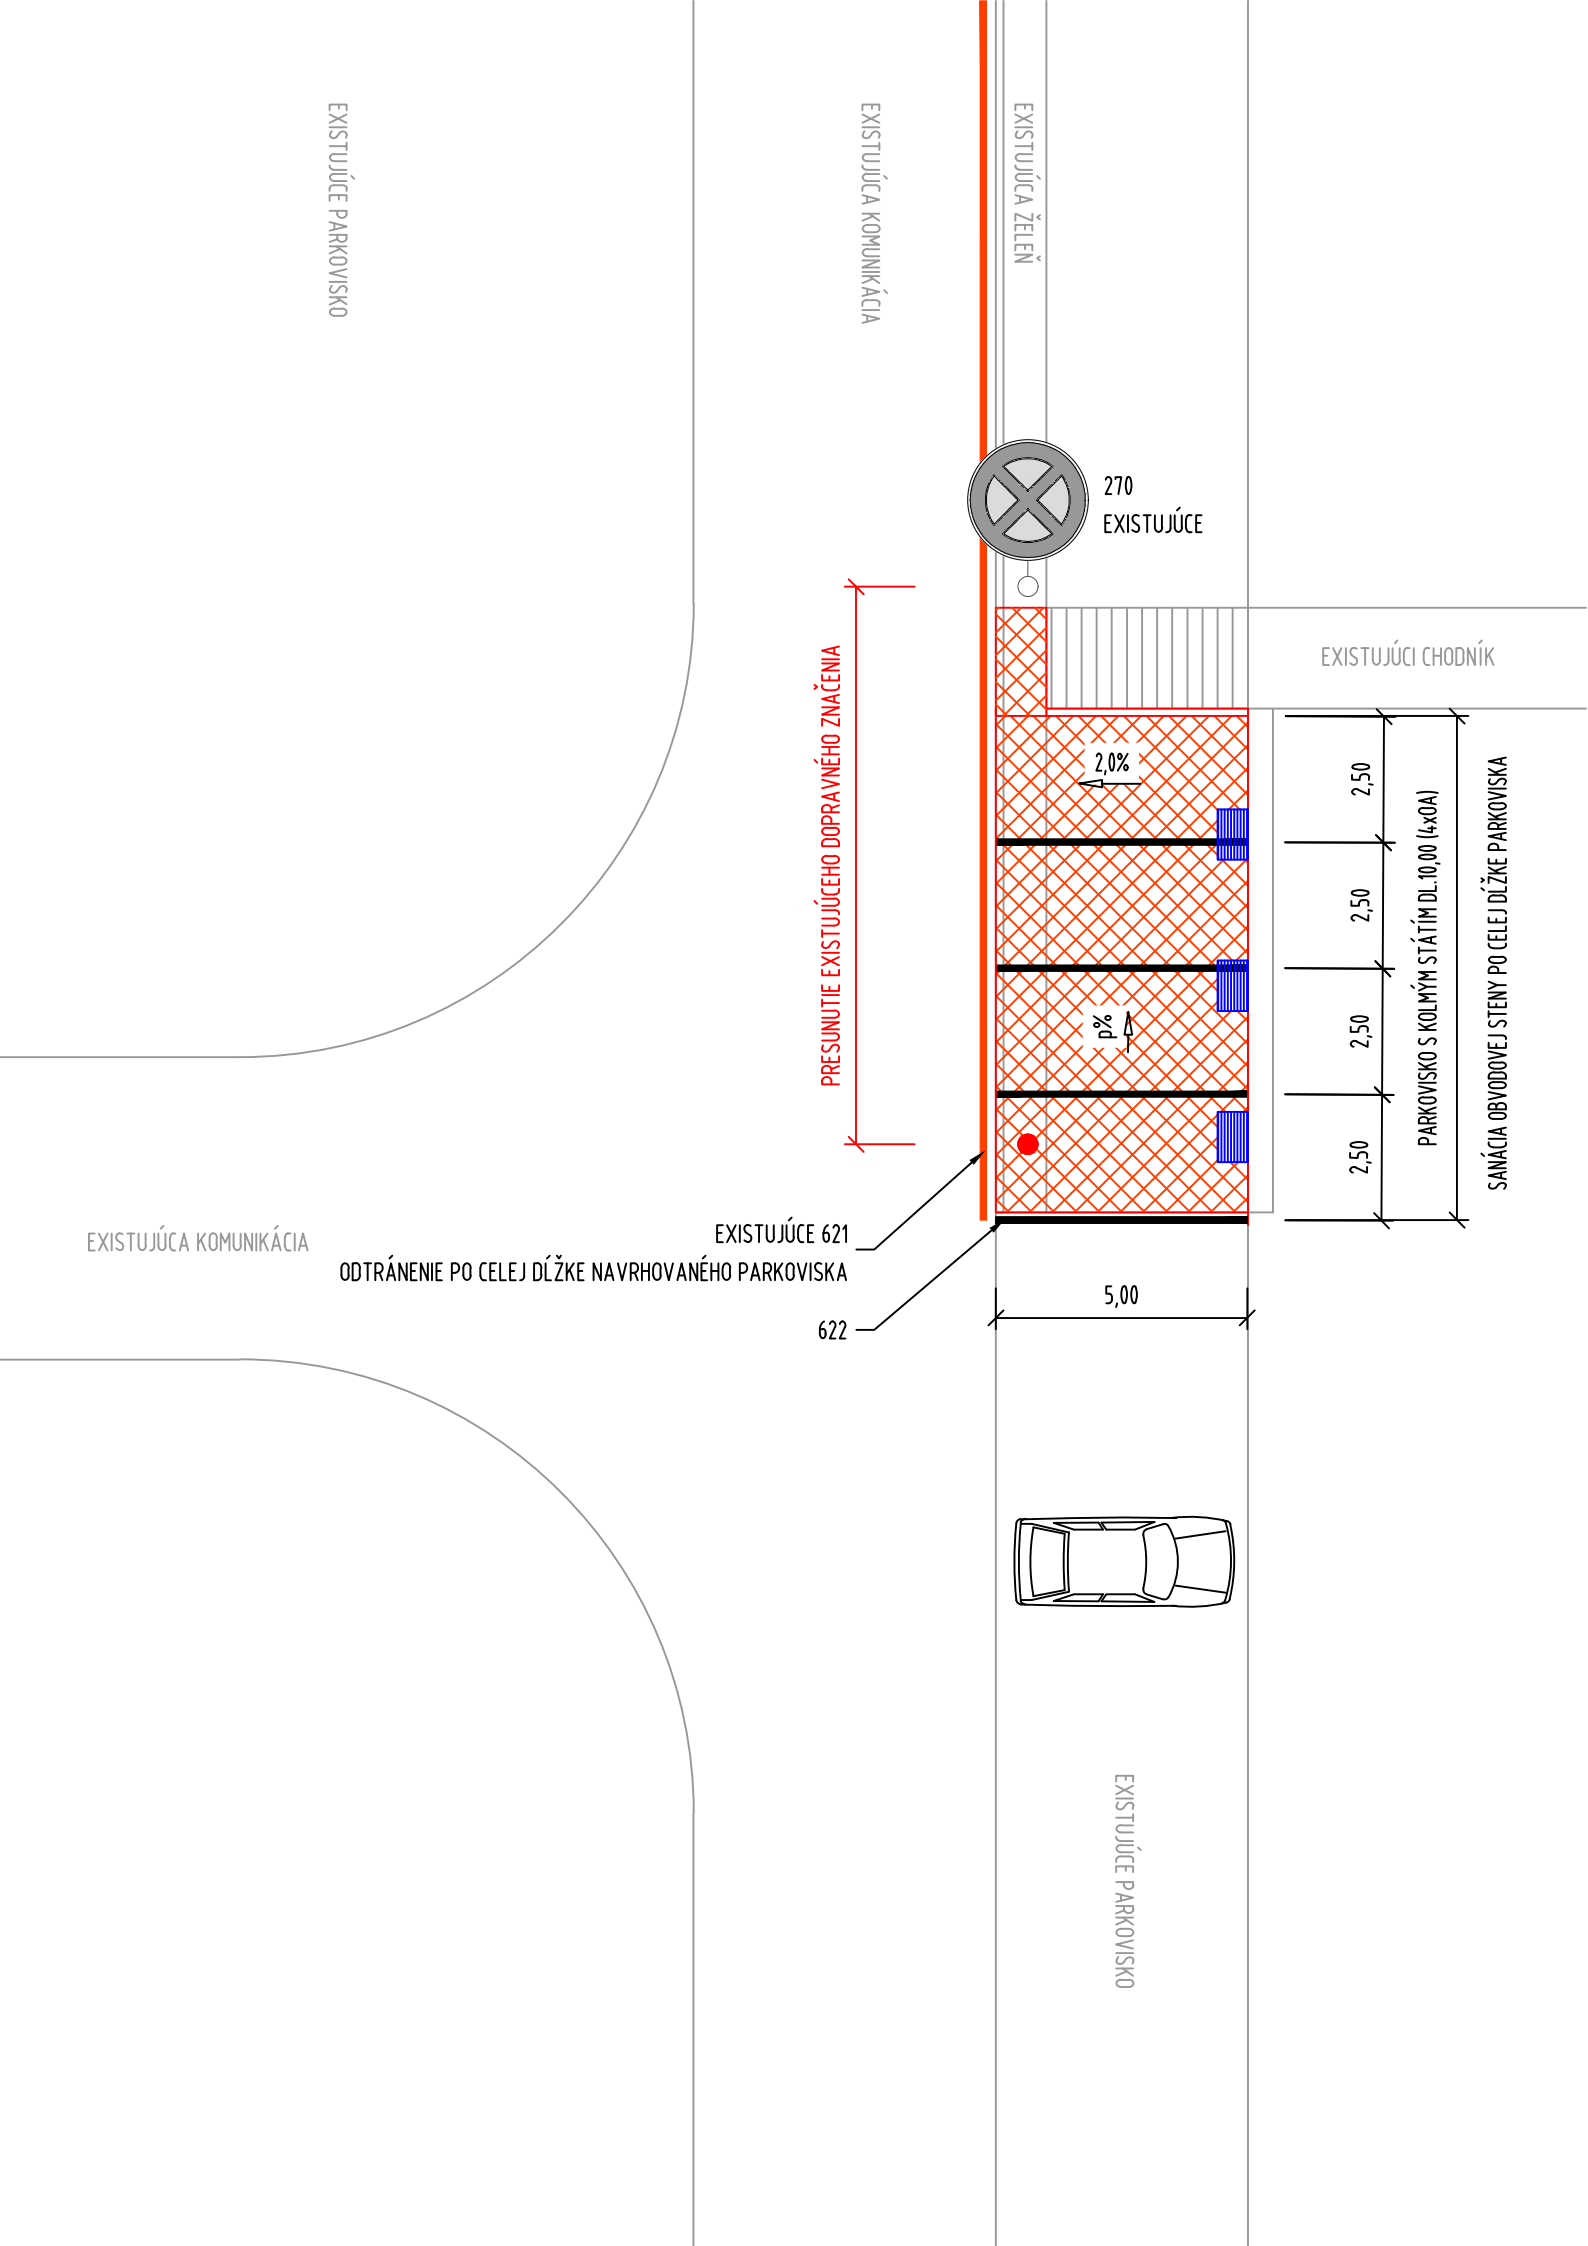 EXISTUJÚCE PARKOVISKO
EXISTUJÚCA KOMUNIKÁCIA
EXISTUJÚCA ŽELEŇ
270
EXISTUJÚCE
EXISTUJÚCI CHODNÍK
PRESUNUTIE EXISTUJÚCEHO DOPRAVNÉHO ZNAČENIA
2,0%
p%
2,50
2,50
2,50
2,50
PARKOVISKO S KOLMÝM STÁTÍM DL.10,00 (4xOA)
SANÁCIA OBVODOVEJ STENY PO CELEJ DĹŽKE PARKOVISKA
EXISTUJÚCE 621
ODTRÁNENIE PO CELEJ DĹŽKE NAVRHOVANÉHO PARKOVISKA
622
EXISTUJÚCA KOMUNIKÁCIA
5,00
EXISTUJÚCE PARKOVISKO